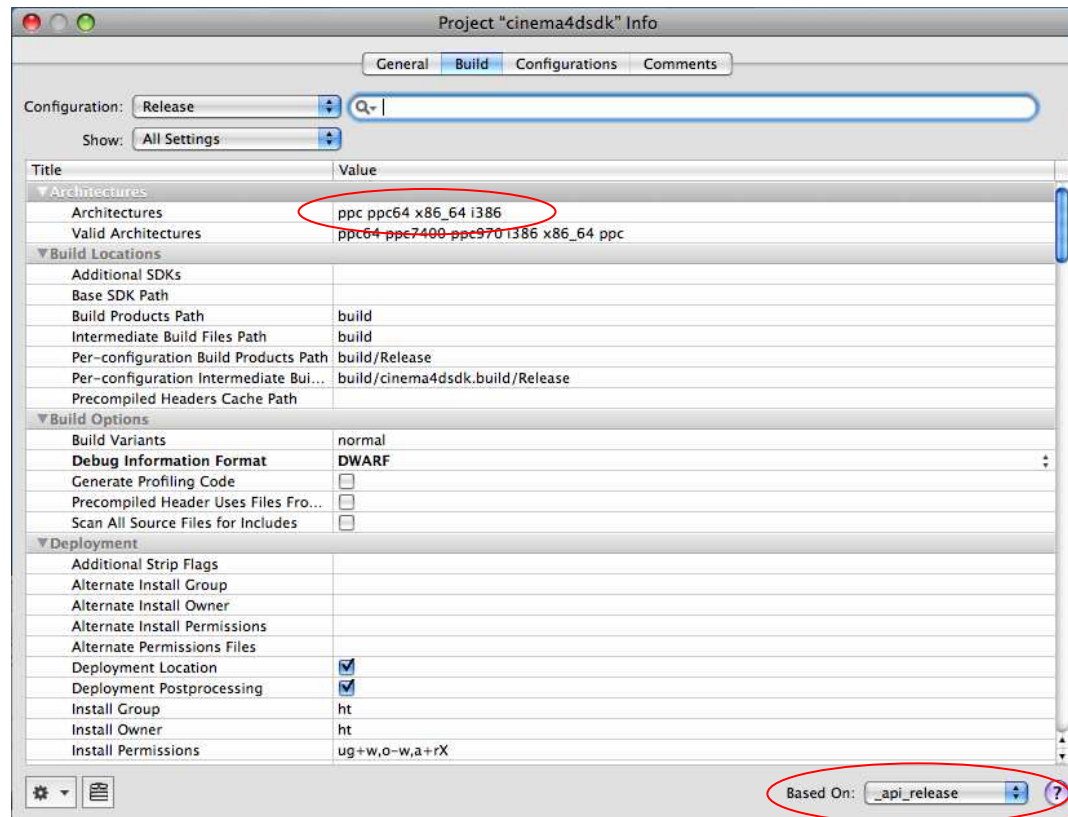 Project “cinema4dsdk” Info
General Build Configurations Comments
Configuration: Release
Show: All Settings
Title Value
Architectures
Architectures ppc ppc64 x86_64 i386
Valid Architectures ppc64 ppc7400 ppc970 i386 x86_64 ppc
Build Locations
Additional SDKs
Base SDK Path
Build Products Path build
Intermediate Build Files Path build
Per-configuration Build Products Path build/Release
Per-configuration Intermediate Bui... build/cinema4dsdk.build/Release
Precompiled Headers Cache Path
Build Options
Build Variants normal
Debug Information Format DWARF
Generate Profiling Code
Precompiled Header Uses Files Fro...
Scan All Source Files for Includes
Deployment
Additional Strip Flags
Alternate Install Group
Alternate Install Owner
Alternate Install Permissions
Alternate Permissions Files
Deployment Location
Deployment Postprocessing
Install Group ht
Install Owner ht
Install Permissions ug+w,o-w,a+rX
Based On: _api_release ?